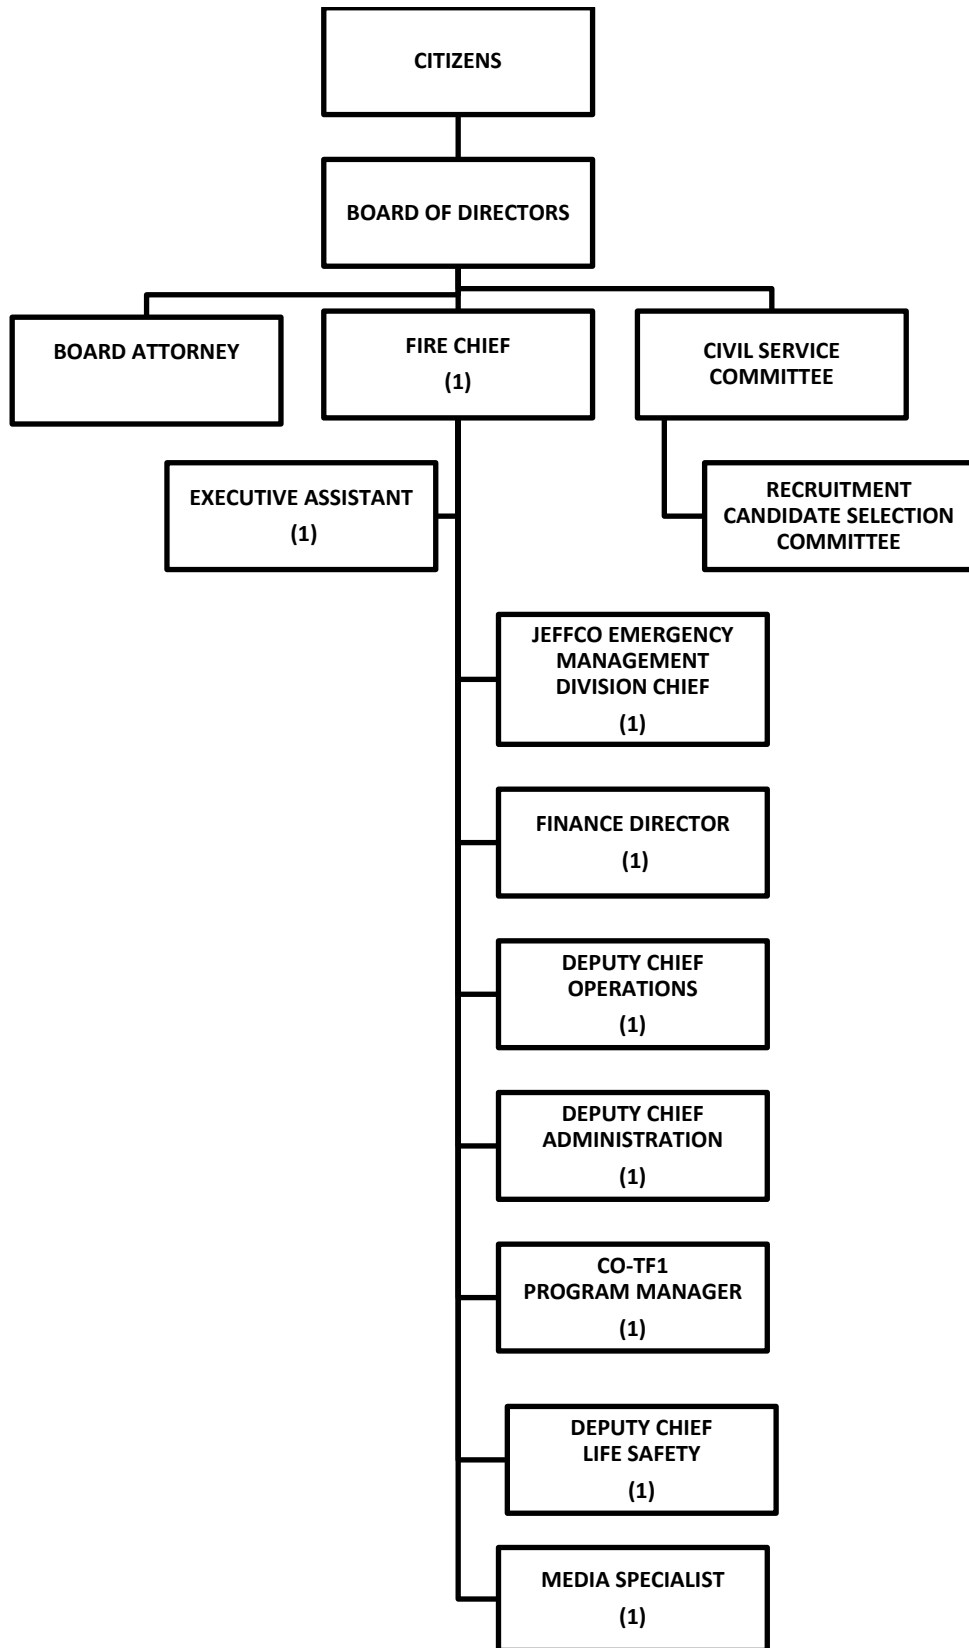 CITIZENS
BOARD OF DIRECTORS
BOARD ATTORNEY
FIRE CHIEF
(1)
CIVIL SERVICE
COMMITTEE
EXECUTIVE ASSISTANT
(1)
RECRUITMENT
CANDIDATE SELECTION
COMMITTEE
JEFFCO EMERGENCY
MANAGEMENT
DIVISION CHIEF
(1)
FINANCE DIRECTOR
(1)
DEPUTY CHIEF
OPERATIONS
(1)
DEPUTY CHIEF
ADMINISTRATION
(1)
CO-TF1
PROGRAM MANAGER
(1)
DEPUTY CHIEF
LIFE SAFETY
(1)
MEDIA SPECIALIST
(1)